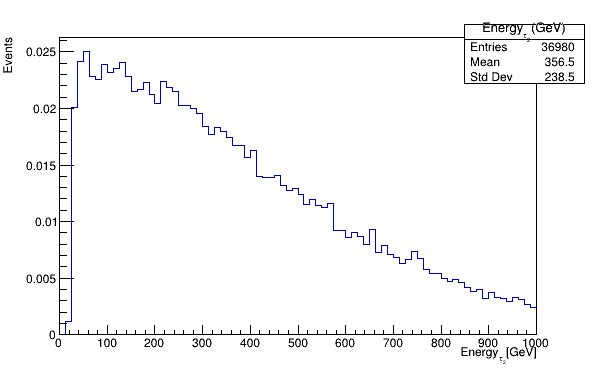 Energy_τ₂(GeV)
Entries 36980
Mean 356.5
Std Dev 238.5
Events
0.025
0.02
0.015
0.01
0.005
0
0 100 200 300 400 500 600 700 800 900 1000
Energy_τ₂[GeV]